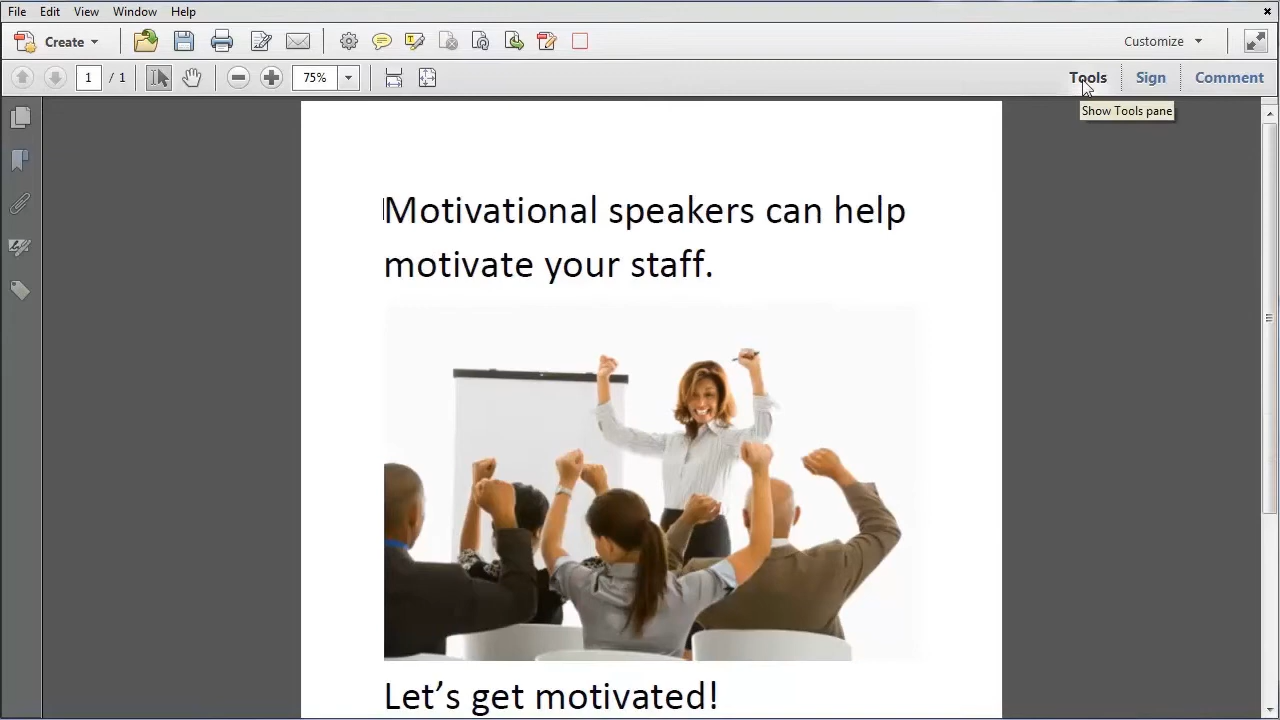 File Edit View Window Help
Create Customize
1 / 1 75% Tools Sign Comment
Show Tools pane
Motivational speakers can help
motivate your staff.
Let's get motivated!